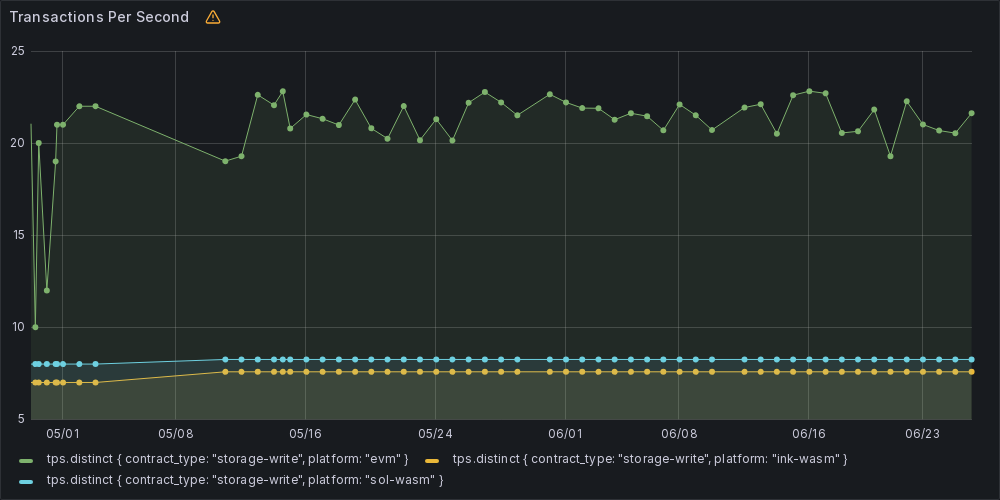 Transactions Per Second
25
20
15
10
5
05/01 05/08 05/16 05/24 06/01 06/08 06/16 06/23
tps.distinct { contract_type: "storage-write", platform: "evm" } tps.distinct { contract_type: "storage-write", platform: "ink-wasm" }
tps.distinct { contract_type: "storage-write", platform: "sol-wasm" }